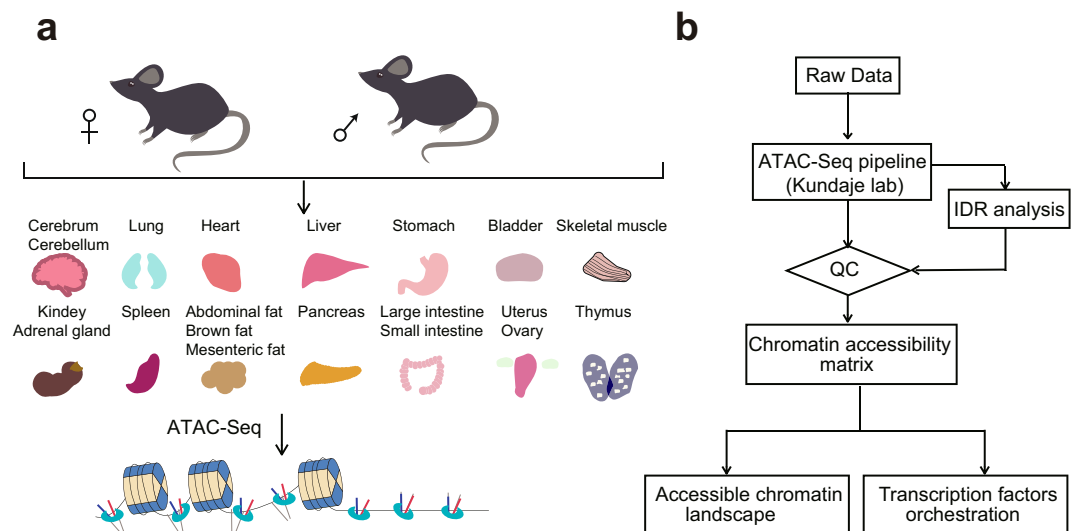 a
b
Cerebrum
Cerebellum
Lung
Heart
Liver
Stomach
Bladder
Skeletal muscle
Kindey
Adrenal gland
Spleen
Abdominal fat
Brown fat
Mesenteric fat
Pancreas
Large intestine
Small intestine
Uterus
Ovary
Thymus
ATAC-Seq
Raw Data
ATAC-Seq pipeline
(Kundaje lab)
IDR analysis
QC
Chromatin accessibility
matrix
Accessible chromatin
landscape
Transcription factors
orchestration